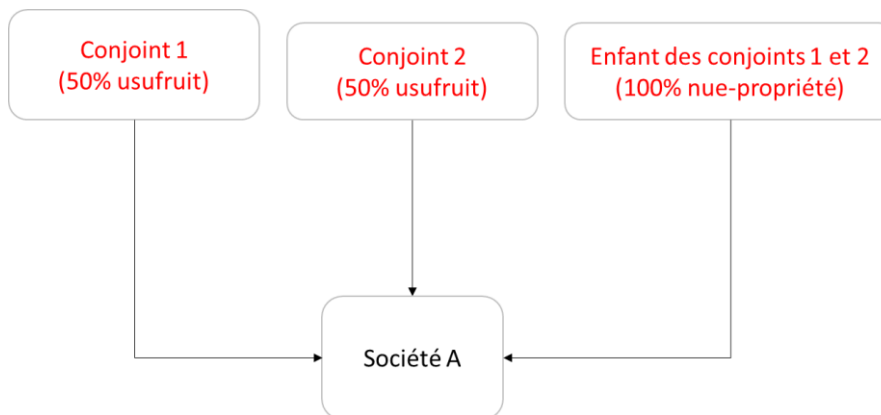 Conjoint 1
(50% usufruit)
Conjoint 2
(50% usufruit)
Enfant des conjoints 1 et 2
(100% nue-propriété)
Société A